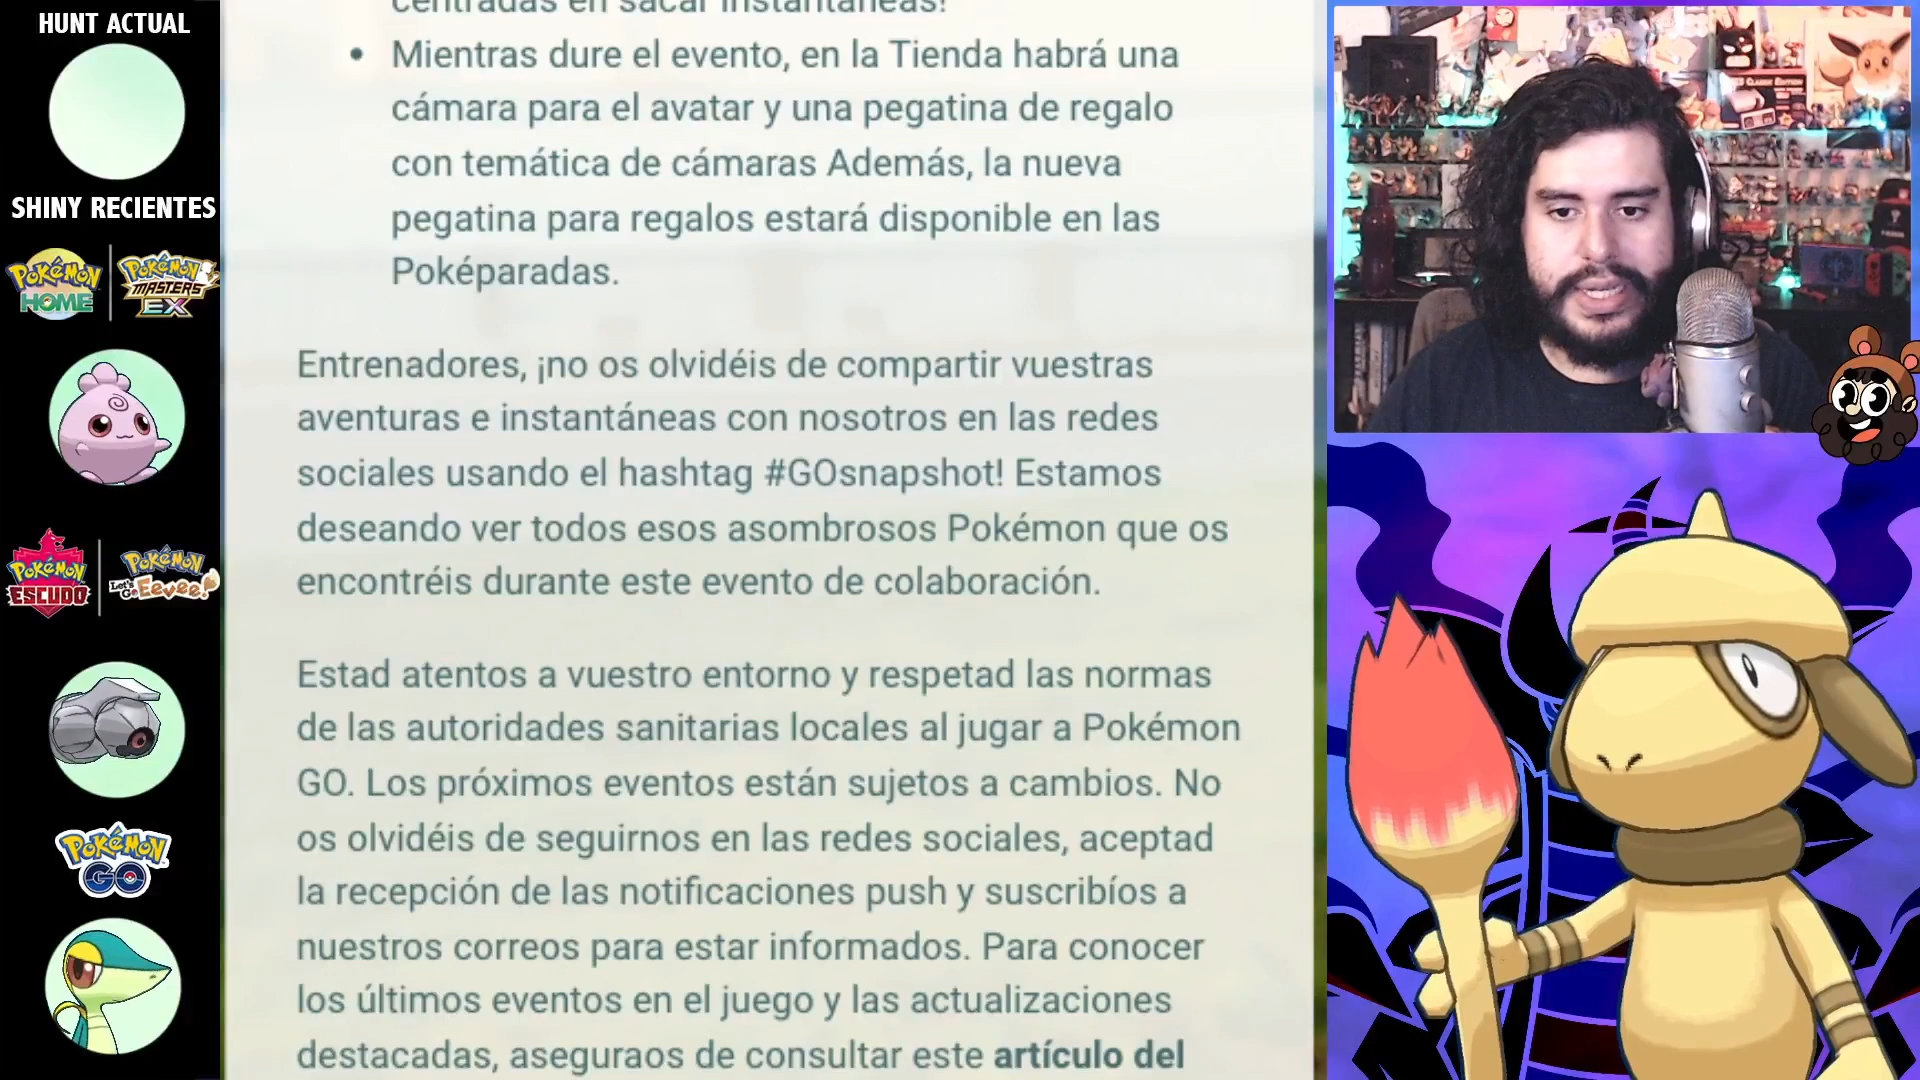 HUNT ACTUAL
SHINY RECIENTES
POKéMON
HOME
POKéMON
MASTERS
EX
POKéMON
ESCUDO
POKéMON
Let's Go Eevee!
POKéMON
GO
centradas en sacar instantáneas!
• Mientras dure el evento, en la Tienda habrá una
cámara para el avatar y una pegatina de regalo
con temática de cámaras Además, la nueva
pegatina para regalos estará disponible en las
Poképaradas.
Entrenadores, ¡no os olvidéis de compartir vuestras
aventuras e instantáneas con nosotros en las redes
sociales usando el hashtag #GOsnapshot! Estamos
deseando ver todos esos asombrosos Pokémon que os
encontréis durante este evento de colaboración.
Estad atentos a vuestro entorno y respetad las normas
de las autoridades sanitarias locales al jugar a Pokémon
GO. Los próximos eventos están sujetos a cambios. No
os olvidéis de seguirnos en las redes sociales, aceptad
la recepción de las notificaciones push y suscribíos a
nuestros correos para estar informados. Para conocer
los últimos eventos en el juego y las actualizaciones
destacadas, aseguraos de consultar este artículo del